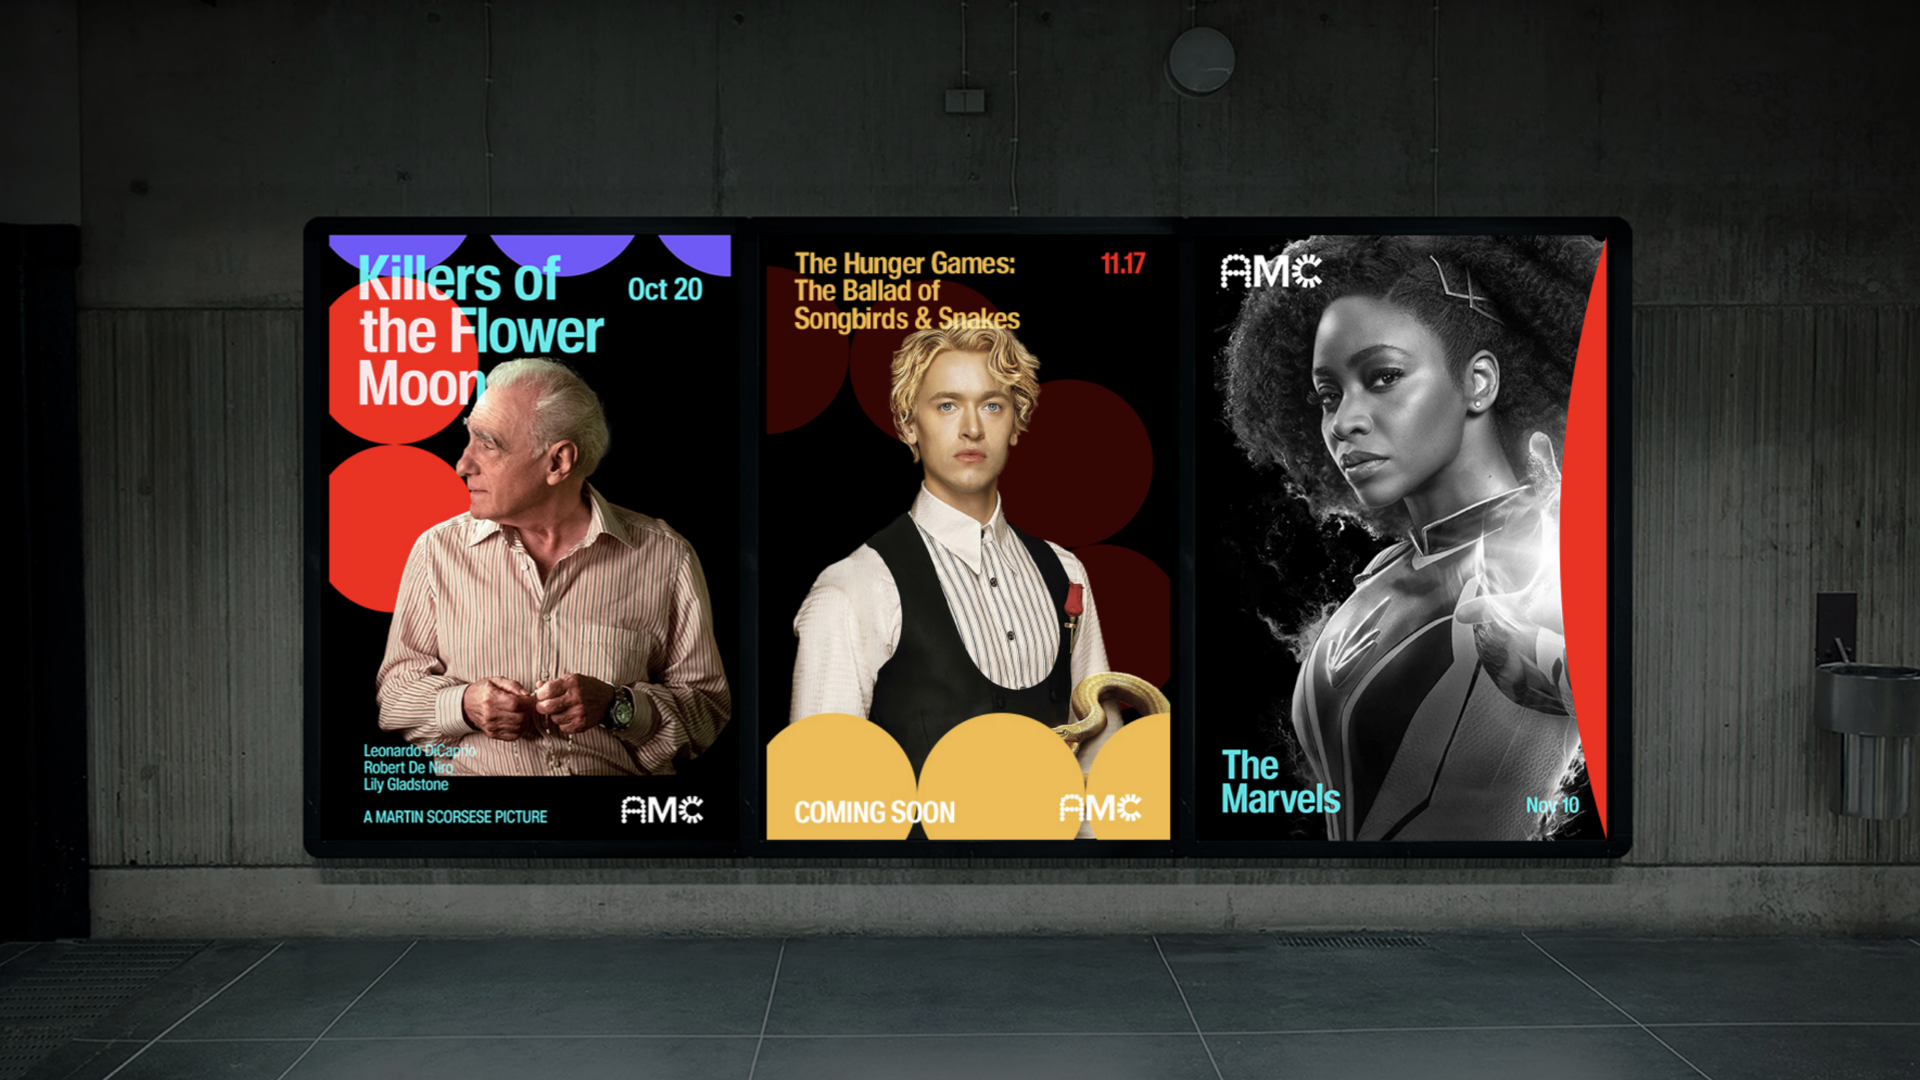 Killers of
the Flower
Moon
Oct 20
Leonardo DiCaprio
Robert De Niro
Lily Gladstone
A MARTIN SCORSESE PICTURE
AMC
The Hunger Games:
The Ballad of
Songbirds & Snakes
11.17
COMING SOON
AMC
AMC
The
Marvels
Nov 10